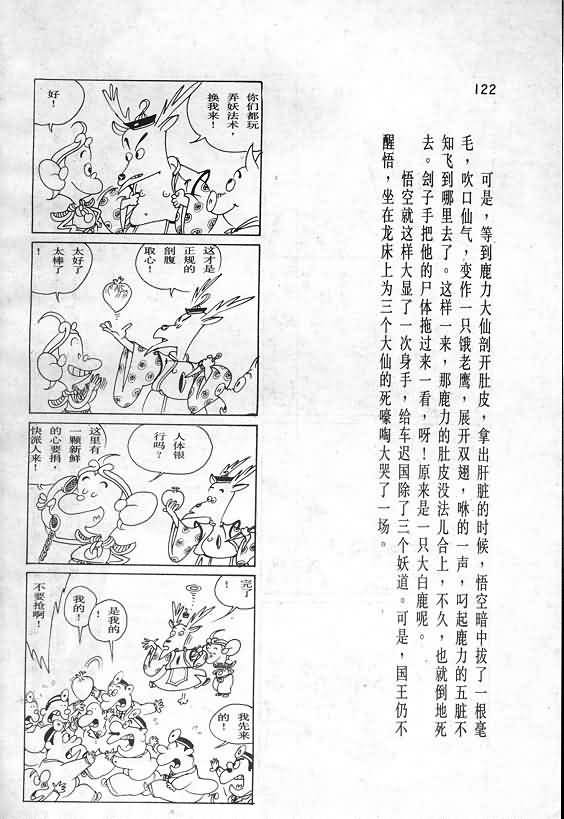 122
可是，等到鹿力大仙剖开肚皮，拿出肝脏的时候，悟空暗中拔了一根毫
毛，吹口仙气，变作一只饿老鹰，展开双翅，咻的一声，叼起鹿力的五脏不
知飞到哪里去了。这样一来，那鹿力的肚皮没法儿合上，不久，也就倒地死
去。刽子手把他的尸体拖过来一看，呀！原来是一只大白鹿呢。
悟空就这样大显了一次身手，给车迟国除了三个妖道。可是，国王仍不
醒悟，坐在龙床上为三个大仙的死嚎啕大哭了一场。
你们都玩
弄妖法术，
换我来！
好！
这才是
正规的
剖腹
取心！
太好了
太棒了
！
人体银
行吗？
这里有
一颗新鲜
的心要捐，
快派人来！
完了
！
是我的
！
我的！
不要抢啊！
我先来
的！